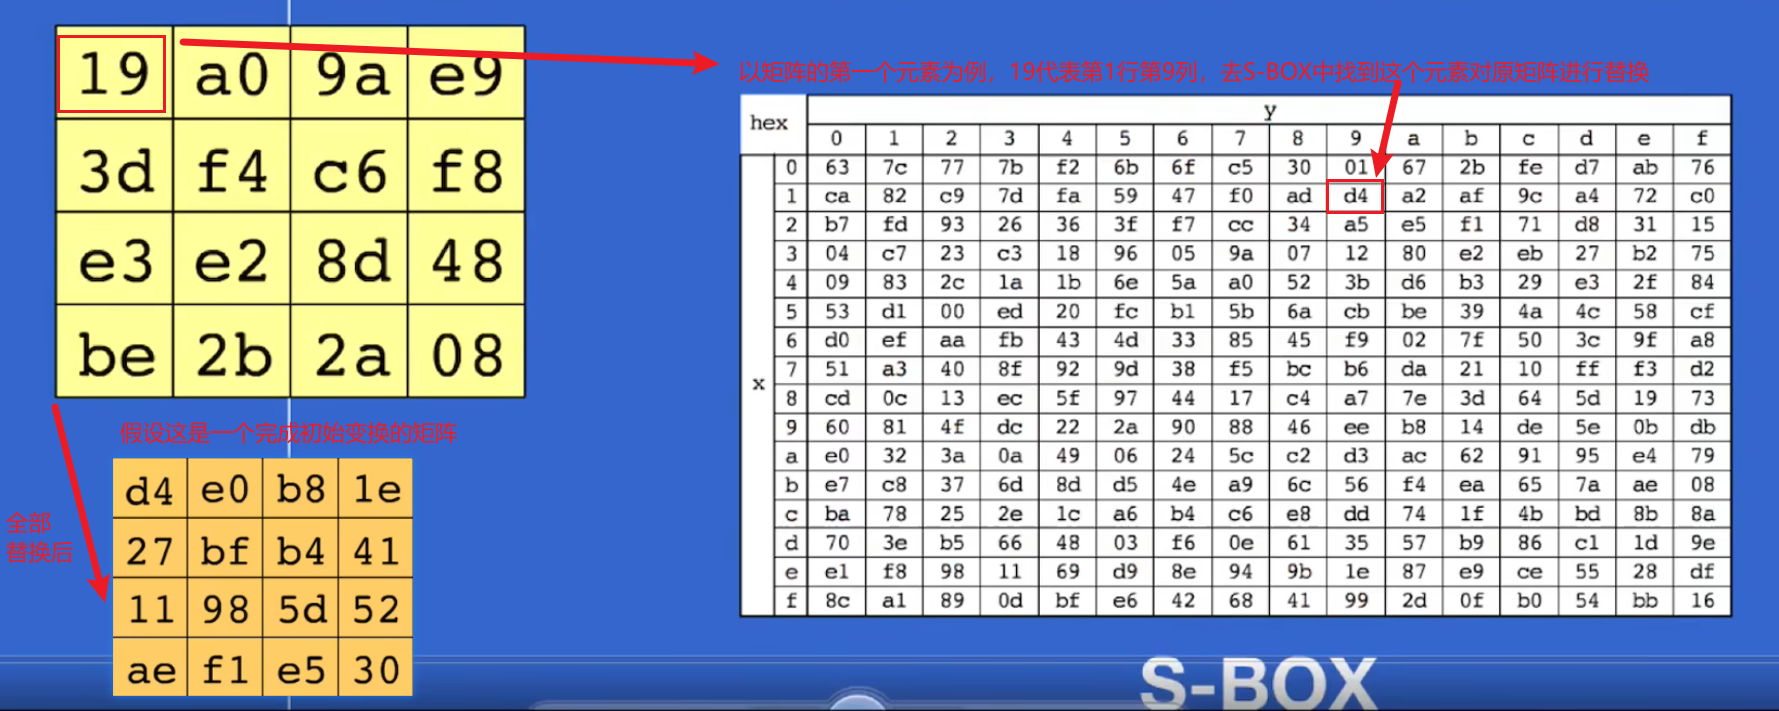 19 a0 9a e9
3d f4 c6 f8
e3 e2 8d 48
be 2b 2a 08
假设这是一个完成初始变换的矩阵
全部
替换后
d4 e0 b8 1e
27 bf b4 41
11 98 5d 52
ae f1 e5 30
以矩阵的第一个元素为例，19代表第1行第9列，去S-BOX中找到这个元素对原矩阵进行替换
hex y
0 1 2 3 4 5 6 7 8 9 a b c d e f
x
0 63 7c 77 7b f2 6b 6f c5 30 01 67 2b fe d7 ab 76
1 ca 82 c9 7d fa 59 47 f0 ad d4 a2 af 9c a4 72 c0
2 b7 fd 93 26 36 3f f7 cc 34 a5 e5 f1 71 d8 31 15
3 04 c7 23 c3 18 96 05 9a 07 12 80 e2 eb 27 b2 75
4 09 83 2c 1a 1b 6e 5a a0 52 3b d6 b3 29 e3 2f 84
5 53 d1 00 ed 20 fc b1 5b 6a cb be 39 4a 4c 58 cf
6 d0 ef aa fb 43 4d 33 85 45 f9 02 7f 50 3c 9f a8
7 51 a3 40 8f 92 9d 38 f5 bc b6 da 21 10 ff f3 d2
8 cd 0c 13 ec 5f 97 44 17 c4 a7 7e 3d 64 5d 19 73
9 60 81 4f dc 22 2a 90 88 46 ee b8 14 de 5e 0b db
a e0 32 3a 0a 49 06 24 5c c2 d3 ac 62 91 95 e4 79
b e7 c8 37 6d 8d d5 4e a9 6c 56 f4 ea 65 7a ae 08
c ba 78 25 2e 1c a6 b4 c6 e8 dd 74 1f 4b bd 8b 8a
d 70 3e b5 66 48 03 f6 0e 61 35 57 b9 86 c1 1d 9e
e e1 f8 98 11 69 d9 8e 94 9b 1e 87 e9 ce 55 28 df
f 8c a1 89 0d bf e6 42 68 41 99 2d 0f b0 54 bb 16
S-BOX